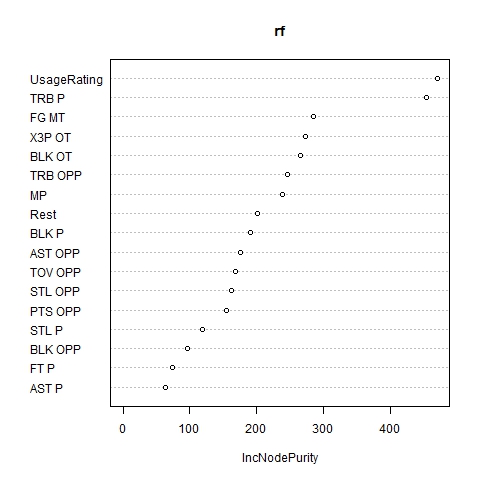 rf
UsageRating
TRB P
FG MT
X3P OT
BLK OT
TRB OPP
MP
Rest
BLK P
AST OPP
TOV OPP
STL OPP
PTS OPP
STL P
BLK OPP
FT P
AST P
0 100 200 300 400
IncNodePurity